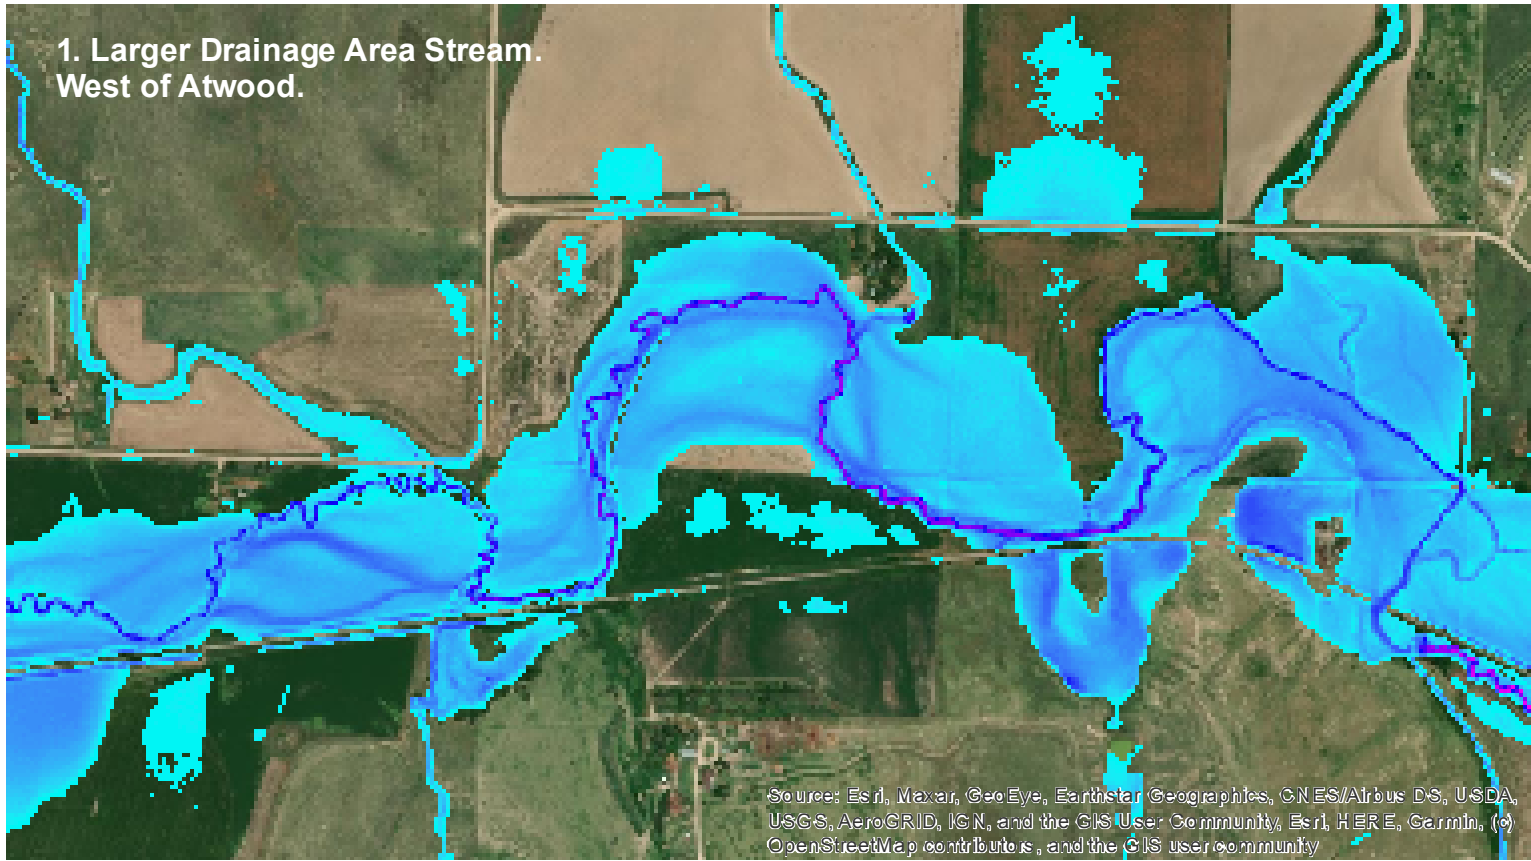 1. Larger Drainage Area Stream.
West of Atwood.
Source: Esri, Maxar, GeoEye, Earthstar Geographics, CNES/Airbus DS, USDA,
USGS, AeroGRID, IGN, and the GIS User Community, Esri, HERE, Garmin, (c)
OpenStreetMap contributors, and the GIS user community